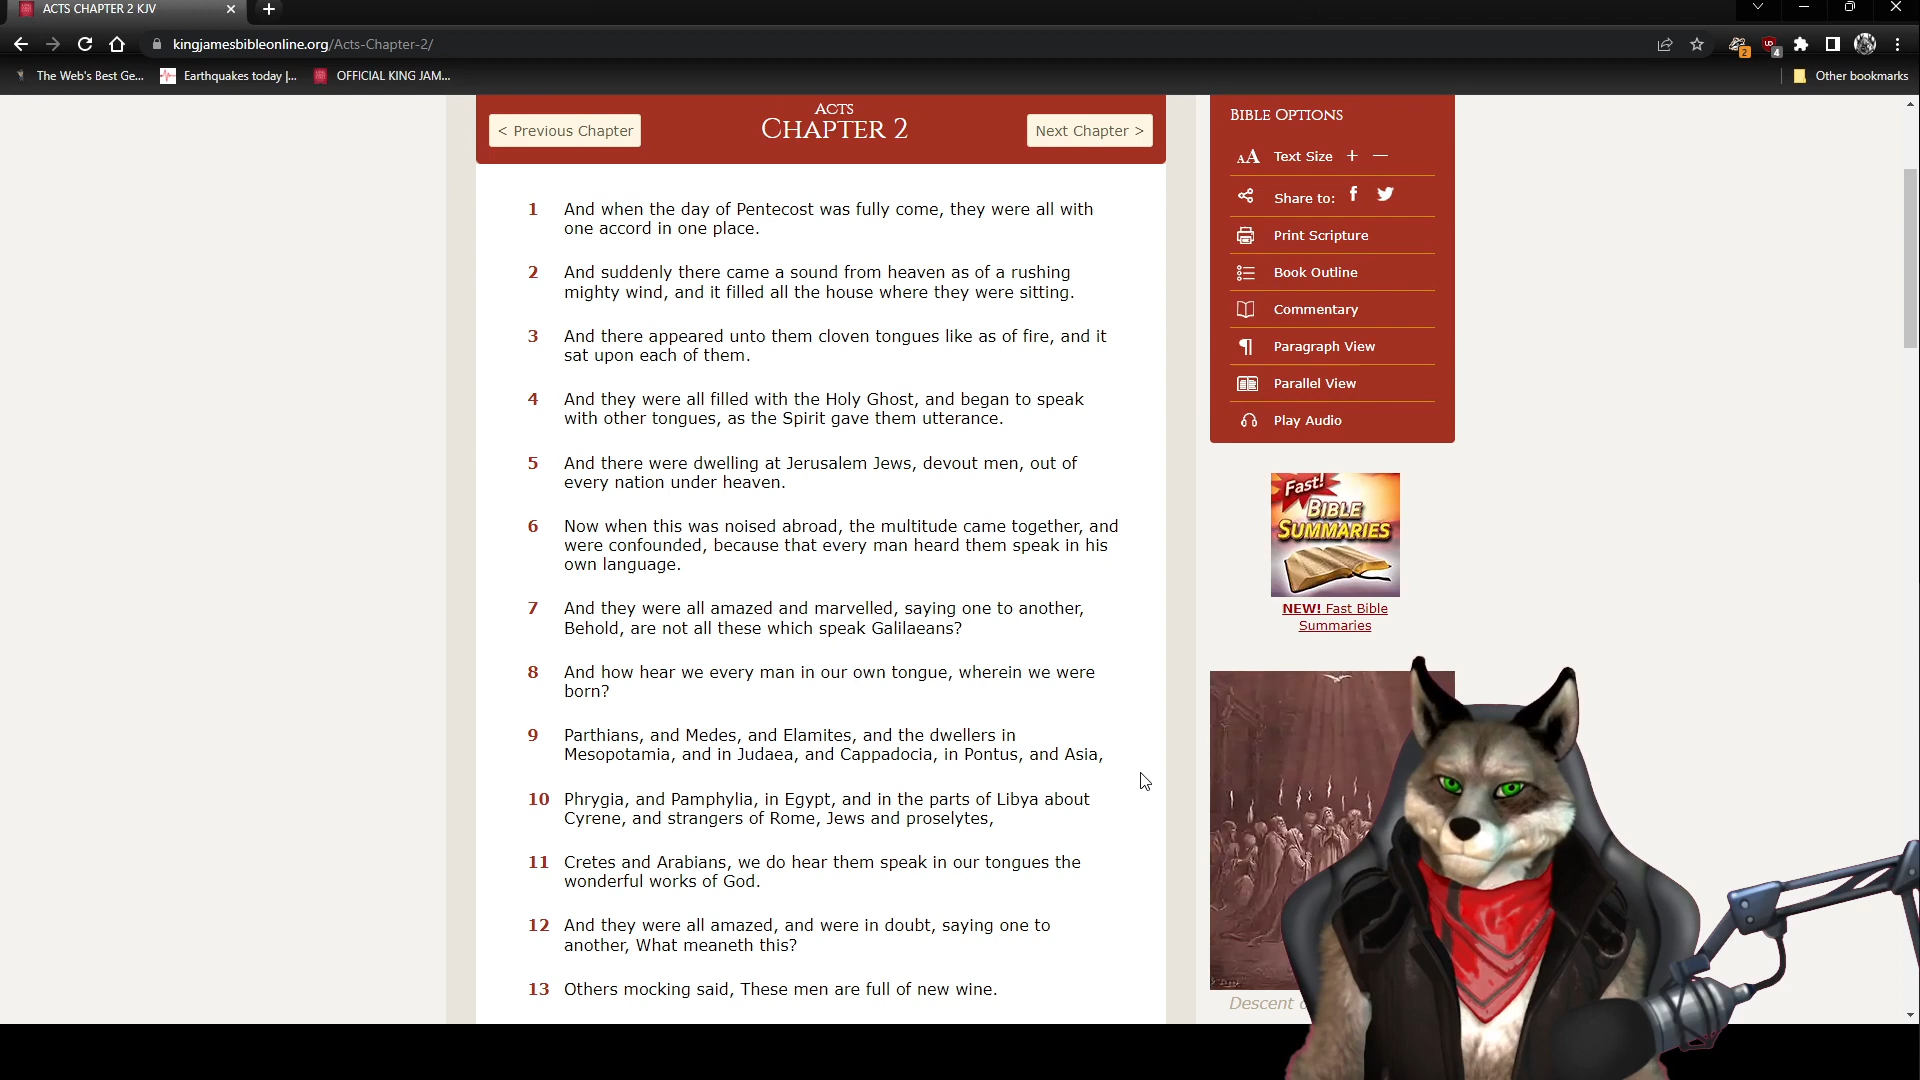 ACTS CHAPTER 2 KJV
kingjamesbibleonline.org/Acts-Chapter-2/
2
UD
4
The Web's Best Ge...
Earthquakes today |...
OFFICIAL KING JAM...
Other bookmarks
ACTS
CHAPTER 2
< Previous Chapter
Next Chapter >
1 And when the day of Pentecost was fully come, they were all with
one accord in one place.
2 And suddenly there came a sound from heaven as of a rushing
mighty wind, and it filled all the house where they were sitting.
3 And there appeared unto them cloven tongues like as of fire, and it
sat upon each of them.
4 And they were all filled with the Holy Ghost, and began to speak
with other tongues, as the Spirit gave them utterance.
5 And there were dwelling at Jerusalem Jews, devout men, out of
every nation under heaven.
6 Now when this was noised abroad, the multitude came together, and
were confounded, because that every man heard them speak in his
own language.
7 And they were all amazed and marvelled, saying one to another,
Behold, are not all these which speak Galilaeans?
8 And how hear we every man in our own tongue, wherein we were
born?
9 Parthians, and Medes, and Elamites, and the dwellers in
Mesopotamia, and in Judaea, and Cappadocia, in Pontus, and Asia,
10 Phrygia, and Pamphylia, in Egypt, and in the parts of Libya about
Cyrene, and strangers of Rome, Jews and proselytes,
11 Cretes and Arabians, we do hear them speak in our tongues the
wonderful works of God.
12 And they were all amazed, and were in doubt, saying one to
another, What meaneth this?
13 Others mocking said, These men are full of new wine.
BIBLE OPTIONS
AA Text Size + —
Share to:
Print Scripture
Book Outline
Commentary
Paragraph View
Parallel View
Play Audio
Fast!
BIBLE
SUMMARIES
NEW! Fast Bible
Summaries
Descent